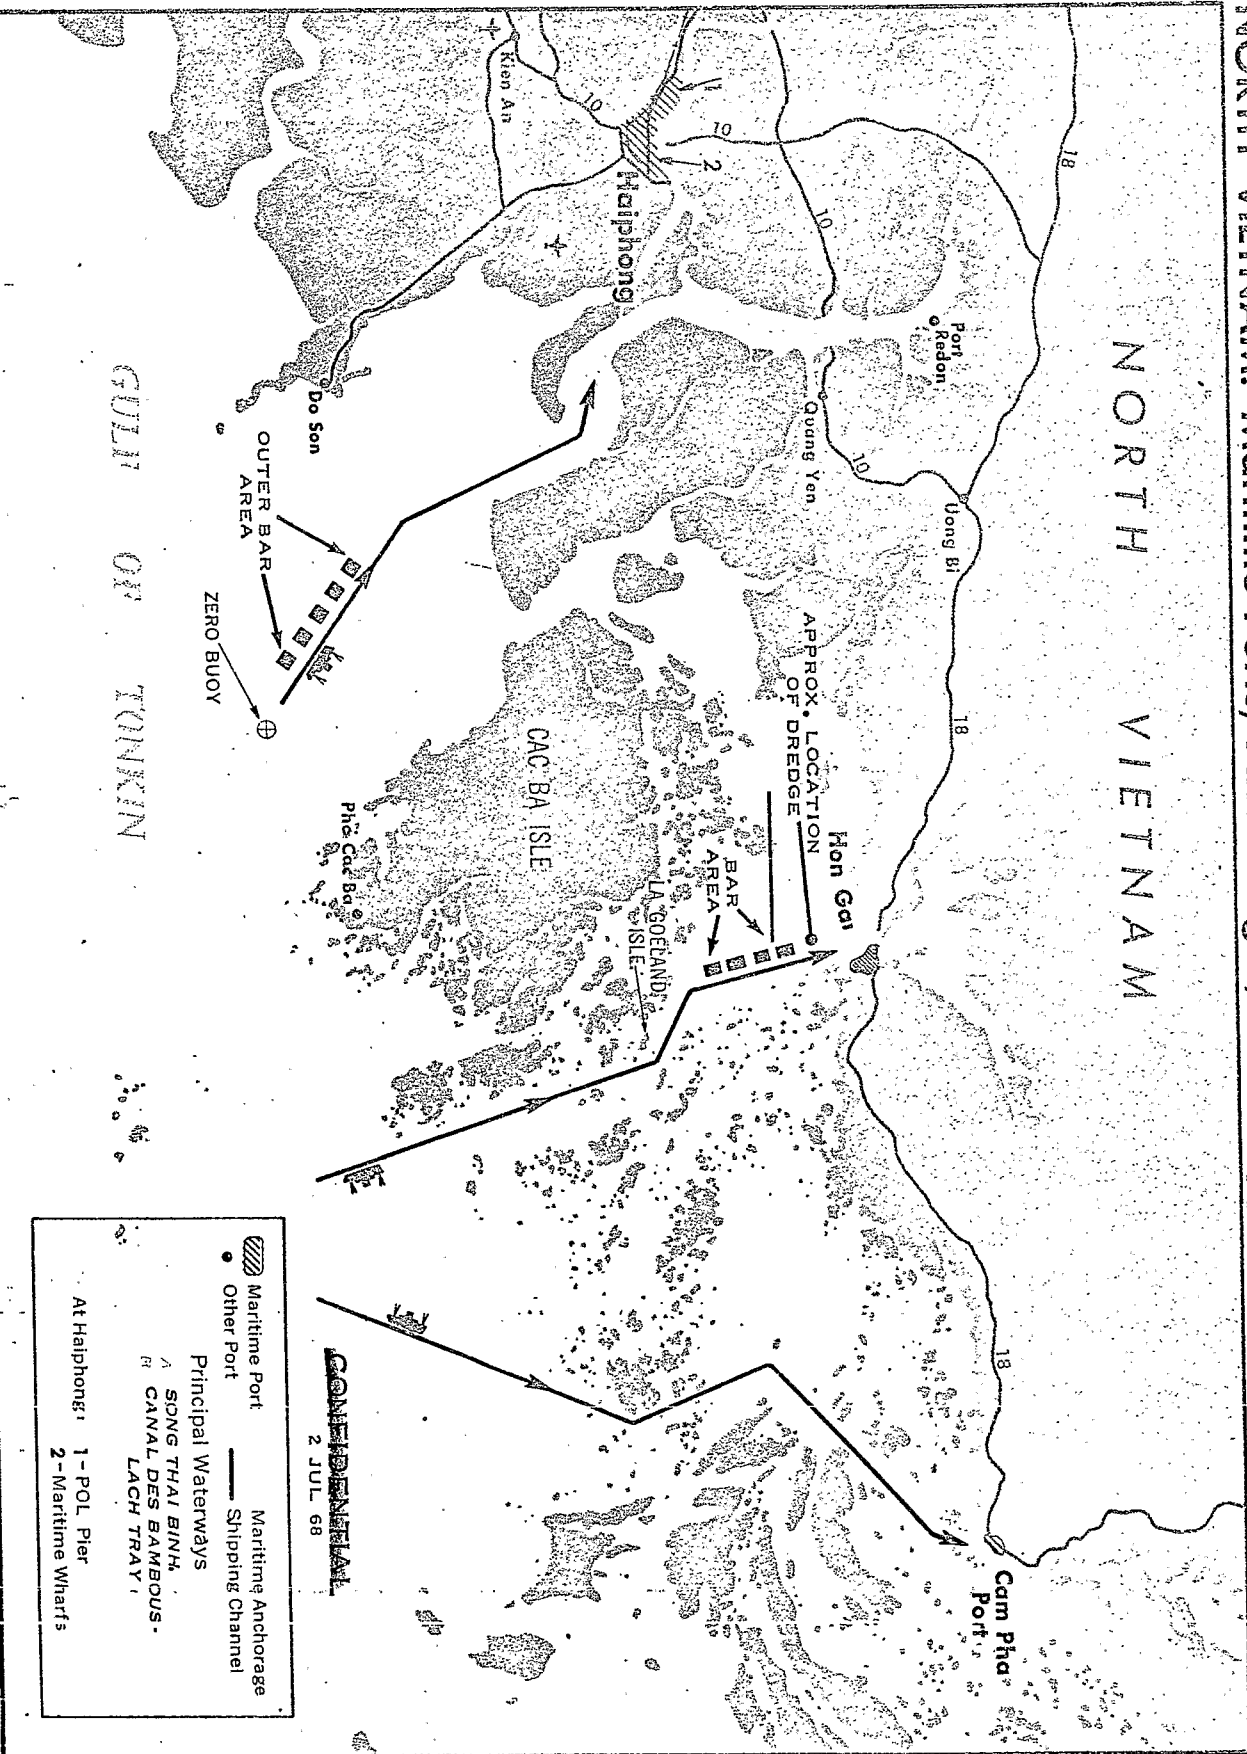 NORTH VIETNAM:
NORTH VIETNAM
18
10
10
10
10
18
18
1
2
Kien An
Haiphong
Port
Redon
Quang Yen
Uong Bi
Do Son
OUTER BAR
AREA
ZERO BUOY
GULF OF TONKIN
APPROX. LOCATION
OF DREDGE
Hon Gai
BAR
AREA
LA GOELAND
ISLE
CAC BA ISLE
Pho Cac Ba
Cam Pha
Port
CONFIDENTIAL
2 JUL 68
Maritime Port
Maritime Anchorage
Other Port
Shipping Channel
Principal Waterways
A SONG THAI BINH
B CANAL DES BAMBOUS-
LACH TRAY
At Haiphong: 1-POL Pier
2-Maritime Wharfs